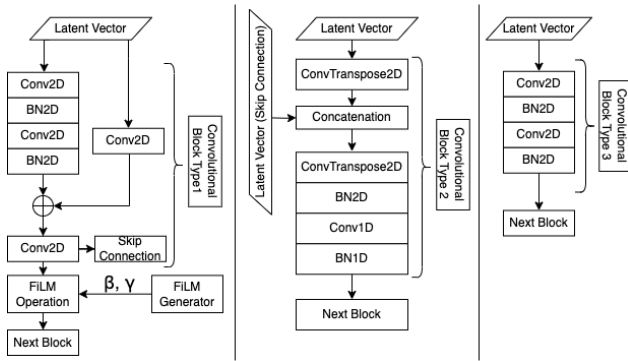 Latent Vector
Conv2D
BN2D
Conv2D
BN2D
Conv2D
Convolutional
Block Type1
Conv2D
Skip
Connection
FiLM
Operation
β, γ
FiLM
Generator
Next Block
Latent Vector
Latent Vector (Skip Connection)
ConvTranspose2D
Concatenation
ConvTranspose2D
BN2D
Conv1D
BN1D
Convolutional
Block Type 2
Next Block
Latent Vector
Conv2D
BN2D
Conv2D
BN2D
Convolutional
Block Type 3
Next Block